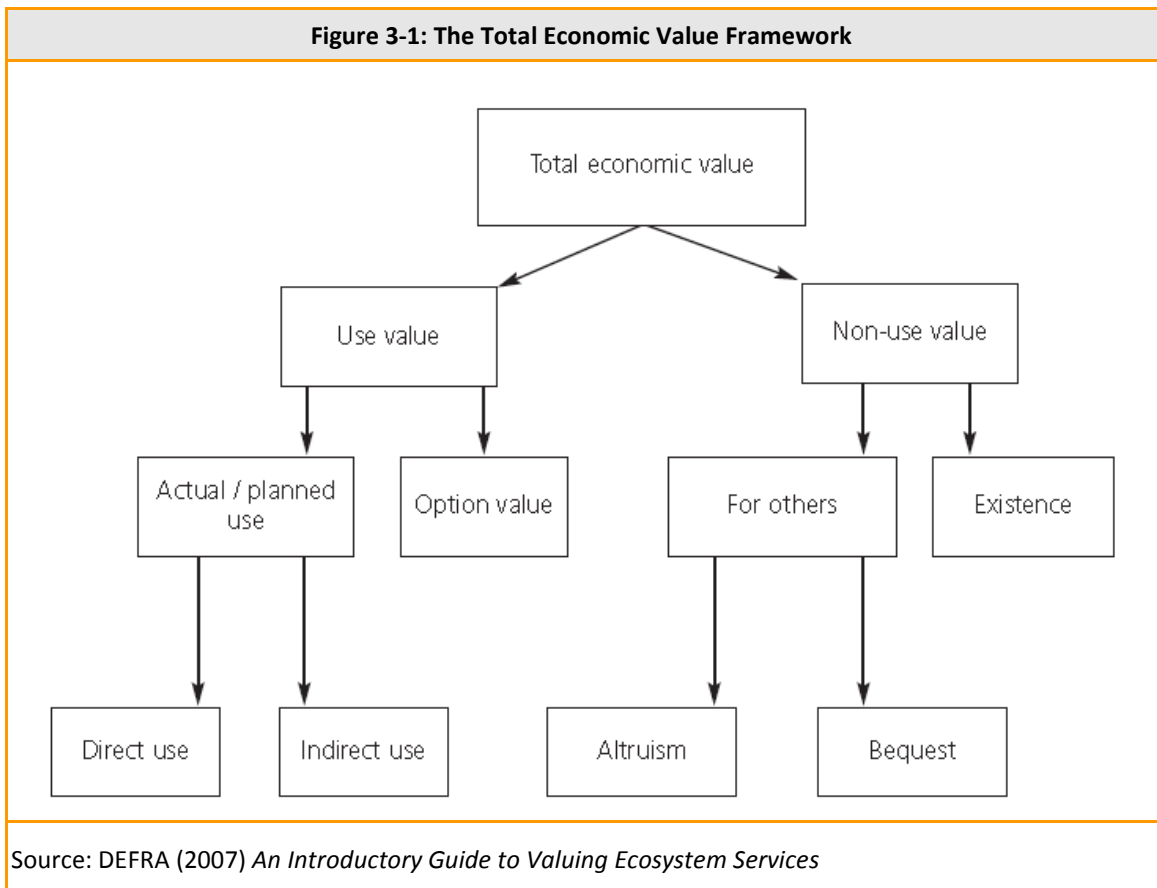 Figure 3-1: The Total Economic Value Framework
Total economic value
Use value
Non-use value
Actual / planned
use
Option value
For others
Existence
Direct use
Indirect use
Altruism
Bequest
Source: DEFRA (2007) An Introductory Guide to Valuing Ecosystem Services